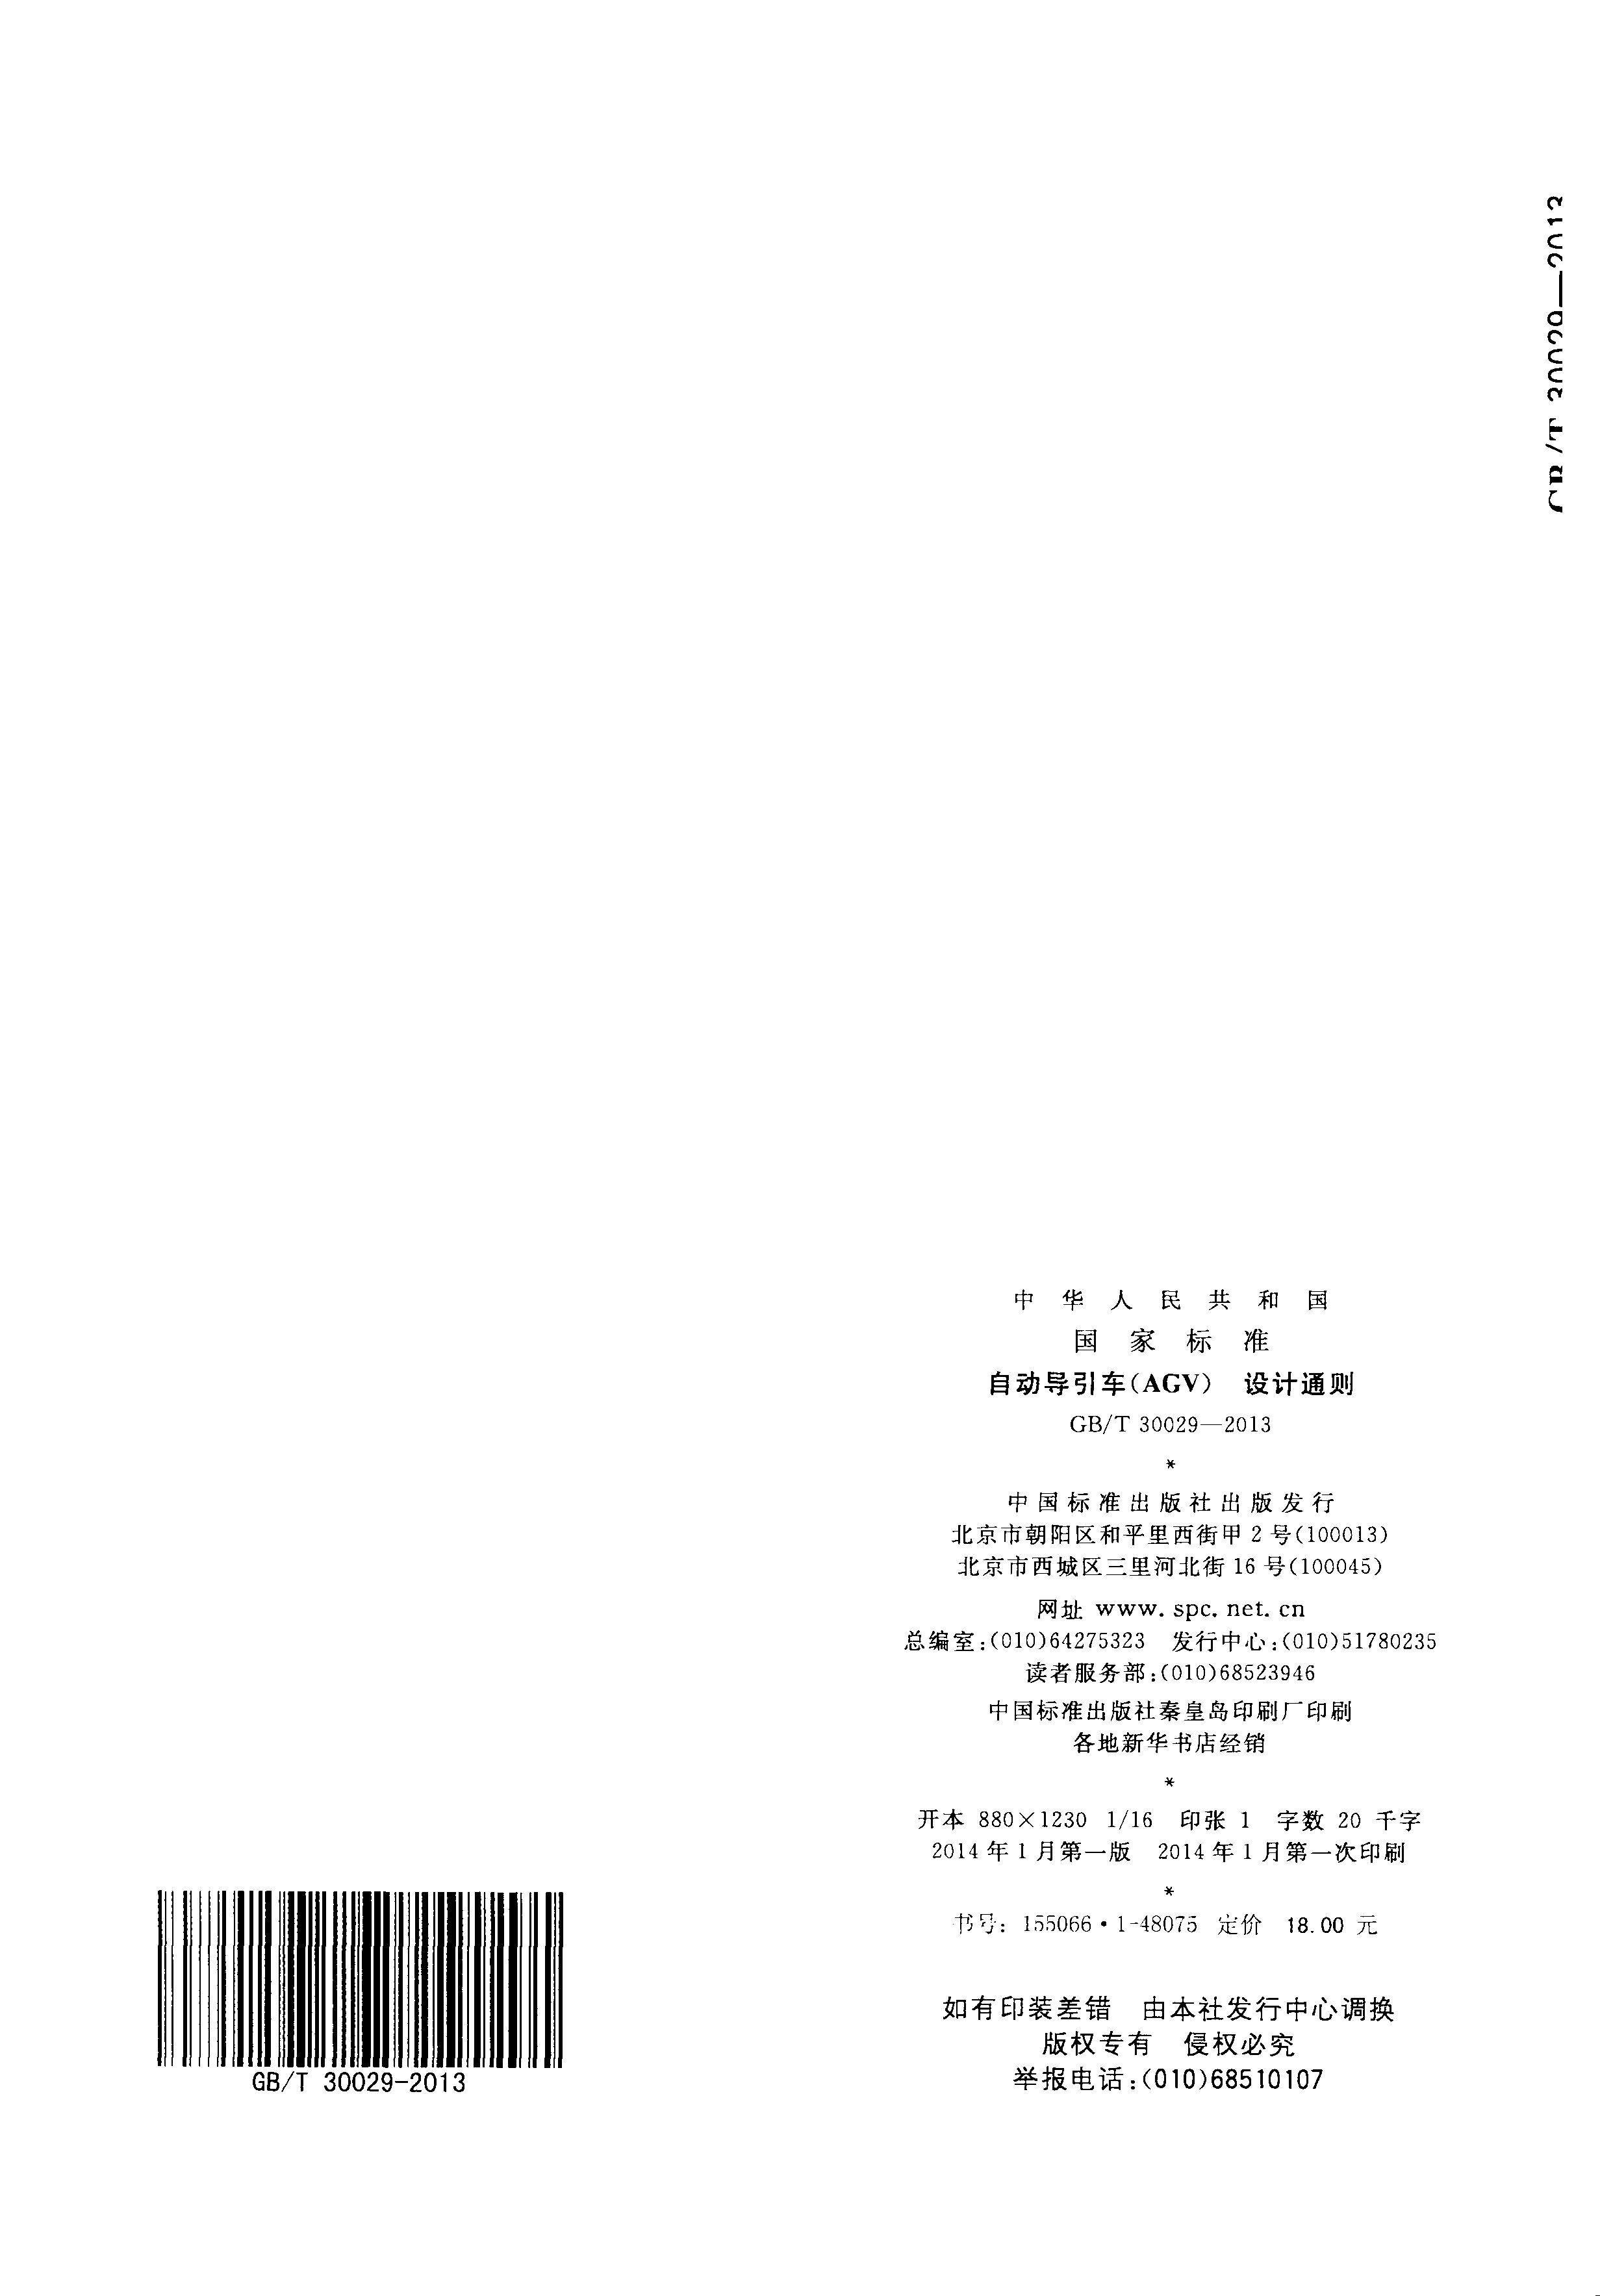 GB/T 30029—2013
中华人民共和国
国家标准
自动导引车(AGV) 设计通则
GB/T 30029—2013
*
中国标准出版社出版发行
北京市朝阳区和平里西街甲2号(100013)
北京市西城区三里河北街16号(100045)
网址 www.spc.net.cn
总编室:(010)64275323 发行中心:(010)51780235
读者服务部:(010)68523946
中国标准出版社秦皇岛印刷厂印刷
各地新华书店经销
*
开本 880×1230 1/16 印张 1 字数 20 千字
2014年1月第一版 2014年1月第一次印刷
*
书号: 155066·1-48075 定价 18.00 元
如有印装差错 由本社发行中心调换
版权专有 侵权必究
举报电话:(010)68510107
GB/T 30029-2013